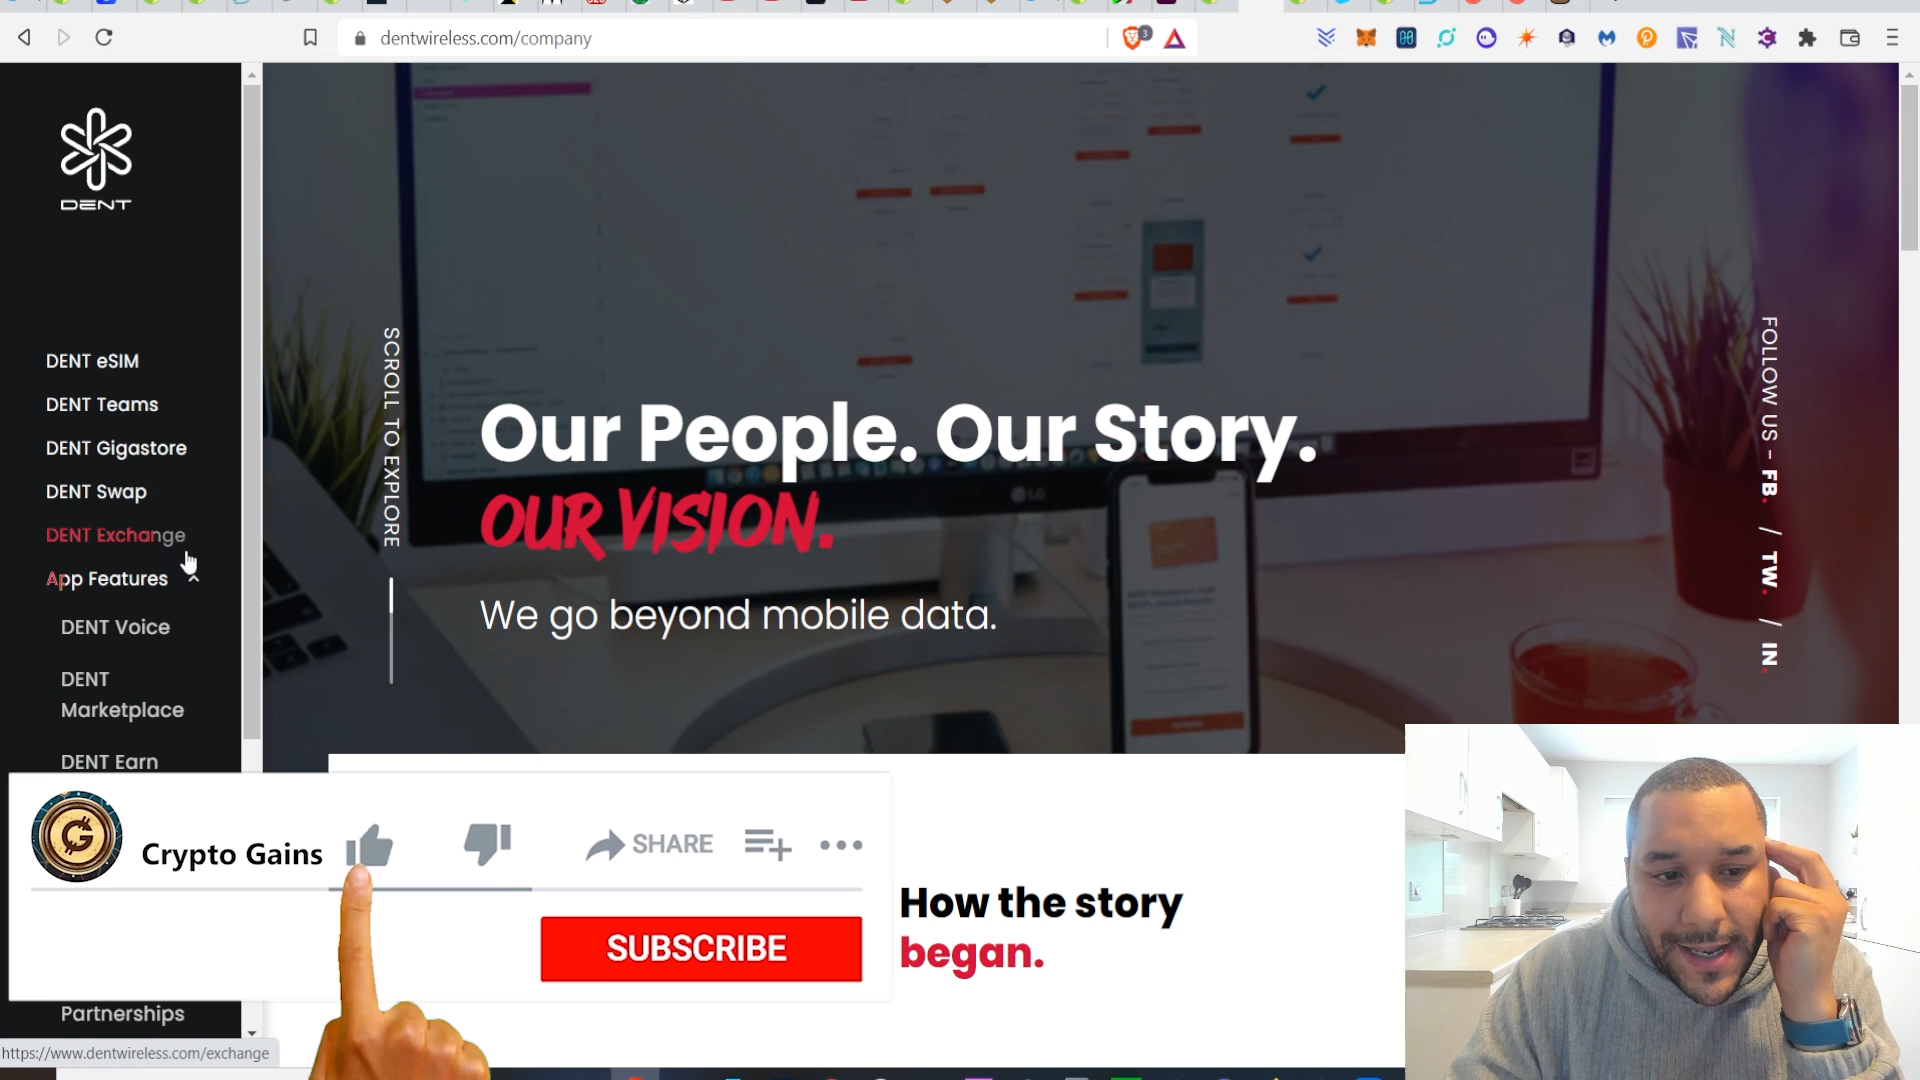 dentwireless.com/company
3
DENT
DENT eSIM
DENT Teams
DENT Gigastore
DENT Swap
DENT Exchange
App Features
DENT Voice
DENT
Marketplace
DENT Earn
Partnerships
https://www.dentwireless.com/exchange
SCROLL TO EXPLORE
Our People. Our Story.
OUR VISION.
We go beyond mobile data.
LG
FOLLOW US - FB. / TW. / IN.
How the story
began.
Crypto Gains
SHARE
SUBSCRIBE